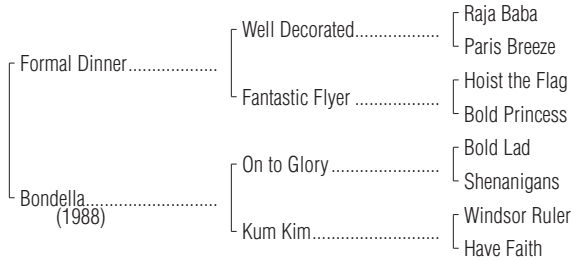 Raja Baba
Well Decorated..................
Paris Breeze
Formal Dinner...................
Hoist the Flag
Fantastic Flyer ..................
Bold Princess
Bold Lad
On to Glory.......................
Shenanigans
Bondella............................
(1988)
Windsor Ruler
Kum Kim...........................
Have Faith